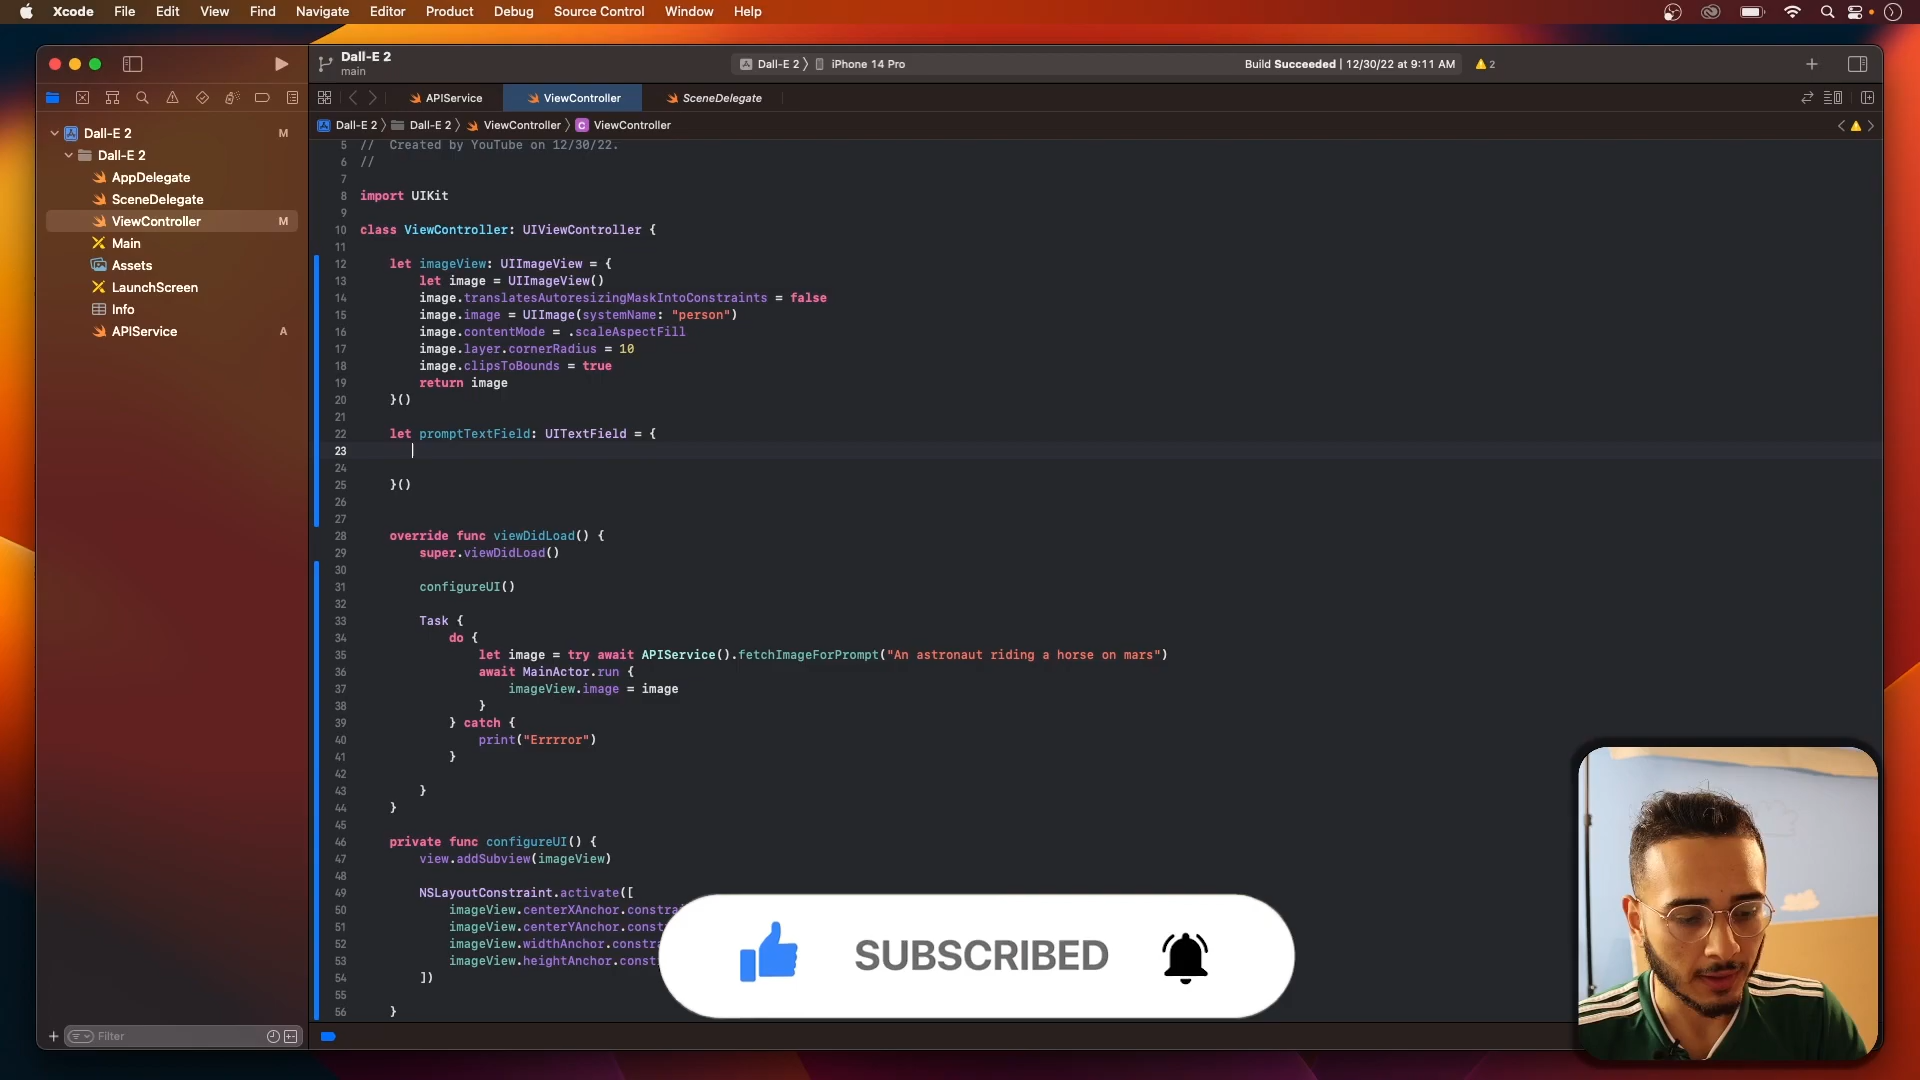 Xcode File Edit View Find Navigate Editor Product Debug Source Control Window Help
Dall-E 2
main
Dall-E 2 〉 iPhone 14 Pro
Build Succeeded | 12/30/22 at 9:11 AM
2
APIService
ViewController
SceneDelegate
Dall-E 2 〉 Dall-E 2 〉 ViewController 〉 C ViewController
Dall-E 2 M
Dall-E 2
AppDelegate
SceneDelegate
ViewController M
Main
Assets
LaunchScreen
Info
APIService A
Filter
5 //  Created by YouTube on 12/30/22.
6 //
7
8 import UIKit
9
10 class ViewController: UIViewController {
11
12     let imageView: UIImageView = {
13         let image = UIImageView()
14         image.translatesAutoresizingMaskIntoConstraints = false
15         image.image = UIImage(systemName: "person")
16         image.contentMode = .scaleAspectFill
17         image.layer.cornerRadius = 10
18         image.clipsToBounds = true
19         return image
20     }()
21
22     let promptTextField: UITextField = {
23
24
25     }()
26
27
28     override func viewDidLoad() {
29         super.viewDidLoad()
30
31         configureUI()
32
33         Task {
34             do {
35                 let image = try await APIService().fetchImageForPrompt("An astronaut riding a horse on mars")
36                 await MainActor.run {
37                     imageView.image = image
38                 }
39             } catch {
40                 print("Errrror")
41             }
42
43         }
44     }
45
46     private func configureUI() {
47         view.addSubview(imageView)
48
49         NSLayoutConstraint.activate([
50             imageView.centerXAnchor.constrai
51             imageView.centerYAnchor.const
52             imageView.widthAnchor.constra
53             imageView.heightAnchor.const
54         ])
55
56     }
SUBSCRIBED